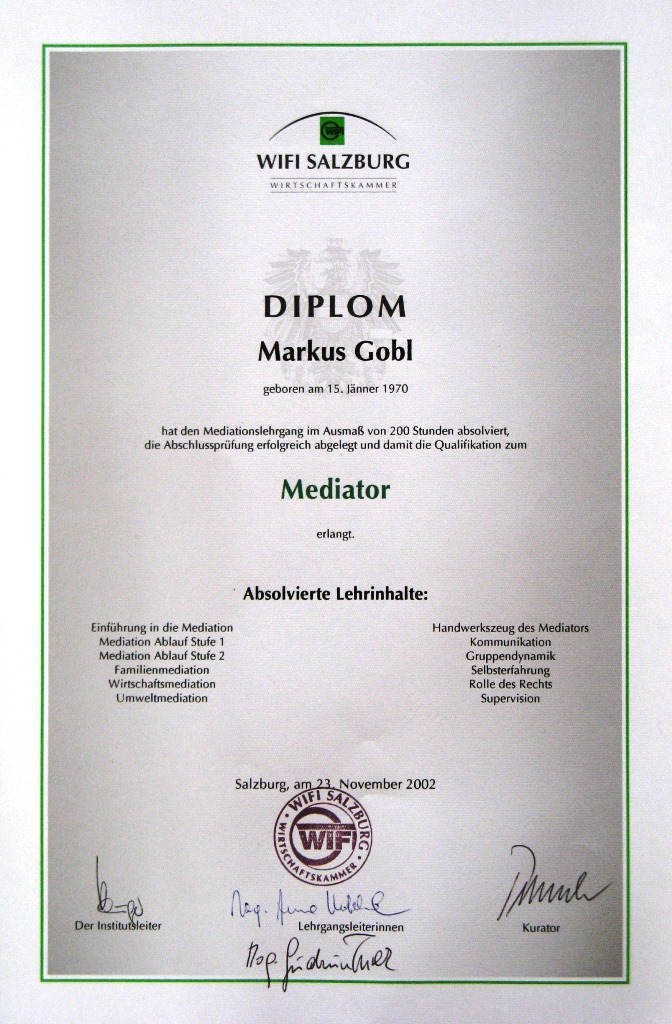 WIFI
WIFI SALZBURG
WIRTSCHAFTSKAMMER
DIPLOM
Markus Gobl
geboren am 15. Jänner 1970
hat den Mediationslehrgang im Ausmaß von 200 Stunden absolviert,
die Abschlussprüfung erfolgreich abgelegt und damit die Qualifikation zum
Mediator
erlangt.
Absolvierte Lehrinhalte:
Einführung in die Mediation
Mediation Ablauf Stufe 1
Mediation Ablauf Stufe 2
Familienmediation
Wirtschaftsmediation
Umweltmediation
Handwerkszeug des Mediators
Kommunikation
Gruppendynamik
Selbsterfahrung
Rolle des Rechts
Supervision
Salzburg, am 23. November 2002
WIFI SALZBURG
WIFI
WIRTSCHAFTSKAMMER
Mag.
Der Institutsleiter
Lehrgangsleiterinnen
Kurator
Mag.